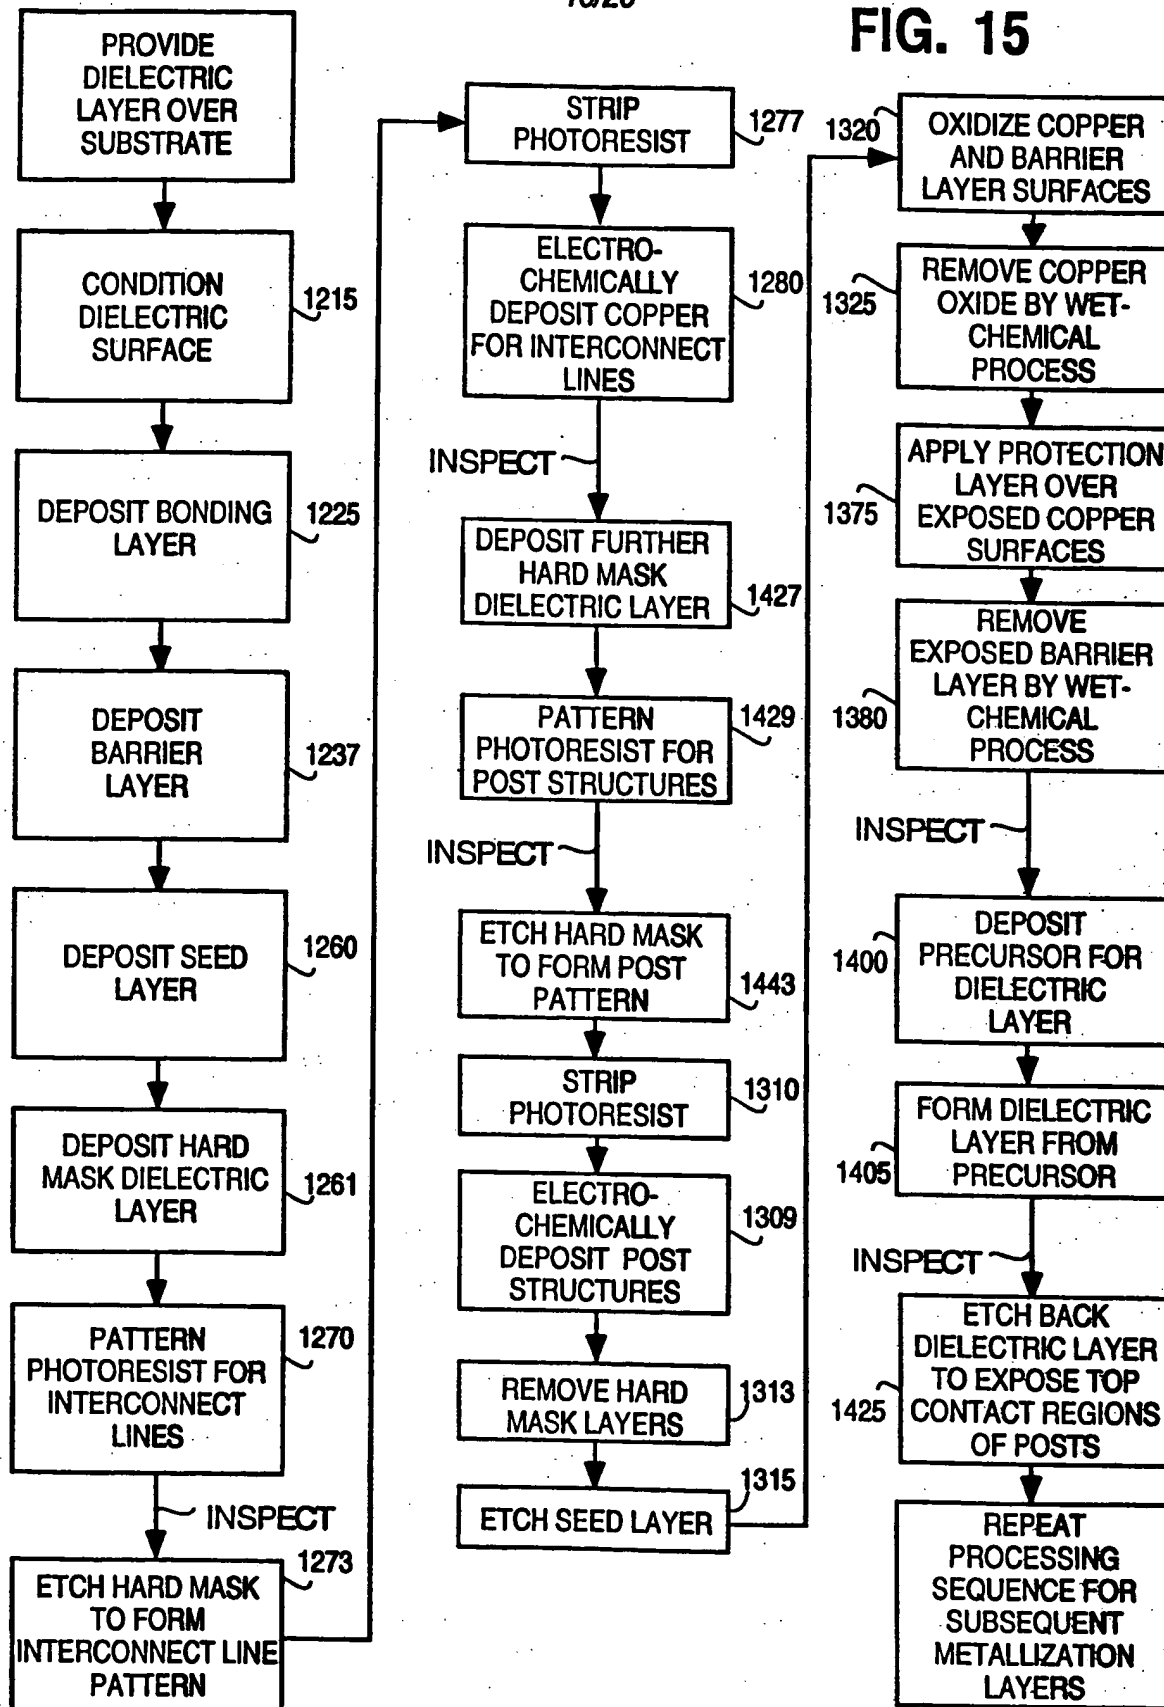 FIG. 15
PROVIDE
DIELECTRIC
LAYER OVER
SUBSTRATE
CONDITION
DIELECTRIC
SURFACE
1215
DEPOSIT BONDING
LAYER
1225
DEPOSIT
BARRIER
LAYER
1237
DEPOSIT SEED
LAYER
1260
DEPOSIT HARD
MASK DIELECTRIC
LAYER
1261
PATTERN
PHOTORESIST FOR
INTERCONNECT
LINES
1270
INSPECT
ETCH HARD MASK
TO FORM
INTERCONNECT LINE
PATTERN
1273
STRIP
PHOTORESIST
1277
ELECTRO-
CHEMICALLY
DEPOSIT COPPER
FOR INTERCONNECT
LINES
1280
INSPECT
DEPOSIT FURTHER
HARD MASK
DIELECTRIC LAYER
1427
PATTERN
PHOTORESIST FOR
POST STRUCTURES
1429
INSPECT
ETCH HARD MASK
TO FORM POST
PATTERN
1443
STRIP
PHOTORESIST
1310
ELECTRO-
CHEMICALLY
DEPOSIT POST
STRUCTURES
1309
REMOVE HARD
MASK LAYERS
1313
ETCH SEED LAYER
1315
OXIDIZE COPPER
AND BARRIER
LAYER SURFACES
1320
REMOVE COPPER
OXIDE BY WET-
CHEMICAL
PROCESS
1325
APPLY PROTECTION
LAYER OVER
EXPOSED COPPER
SURFACES
1375
REMOVE
EXPOSED BARRIER
LAYER BY WET-
CHEMICAL
PROCESS
1380
INSPECT
DEPOSIT
PRECURSOR FOR
DIELECTRIC
LAYER
1400
FORM DIELECTRIC
LAYER FROM
PRECURSOR
1405
INSPECT
ETCH BACK
DIELECTRIC LAYER
TO EXPOSE TOP
CONTACT REGIONS
OF POSTS
1425
REPEAT
PROCESSING
SEQUENCE FOR
SUBSEQUENT
METALLIZATION
LAYERS